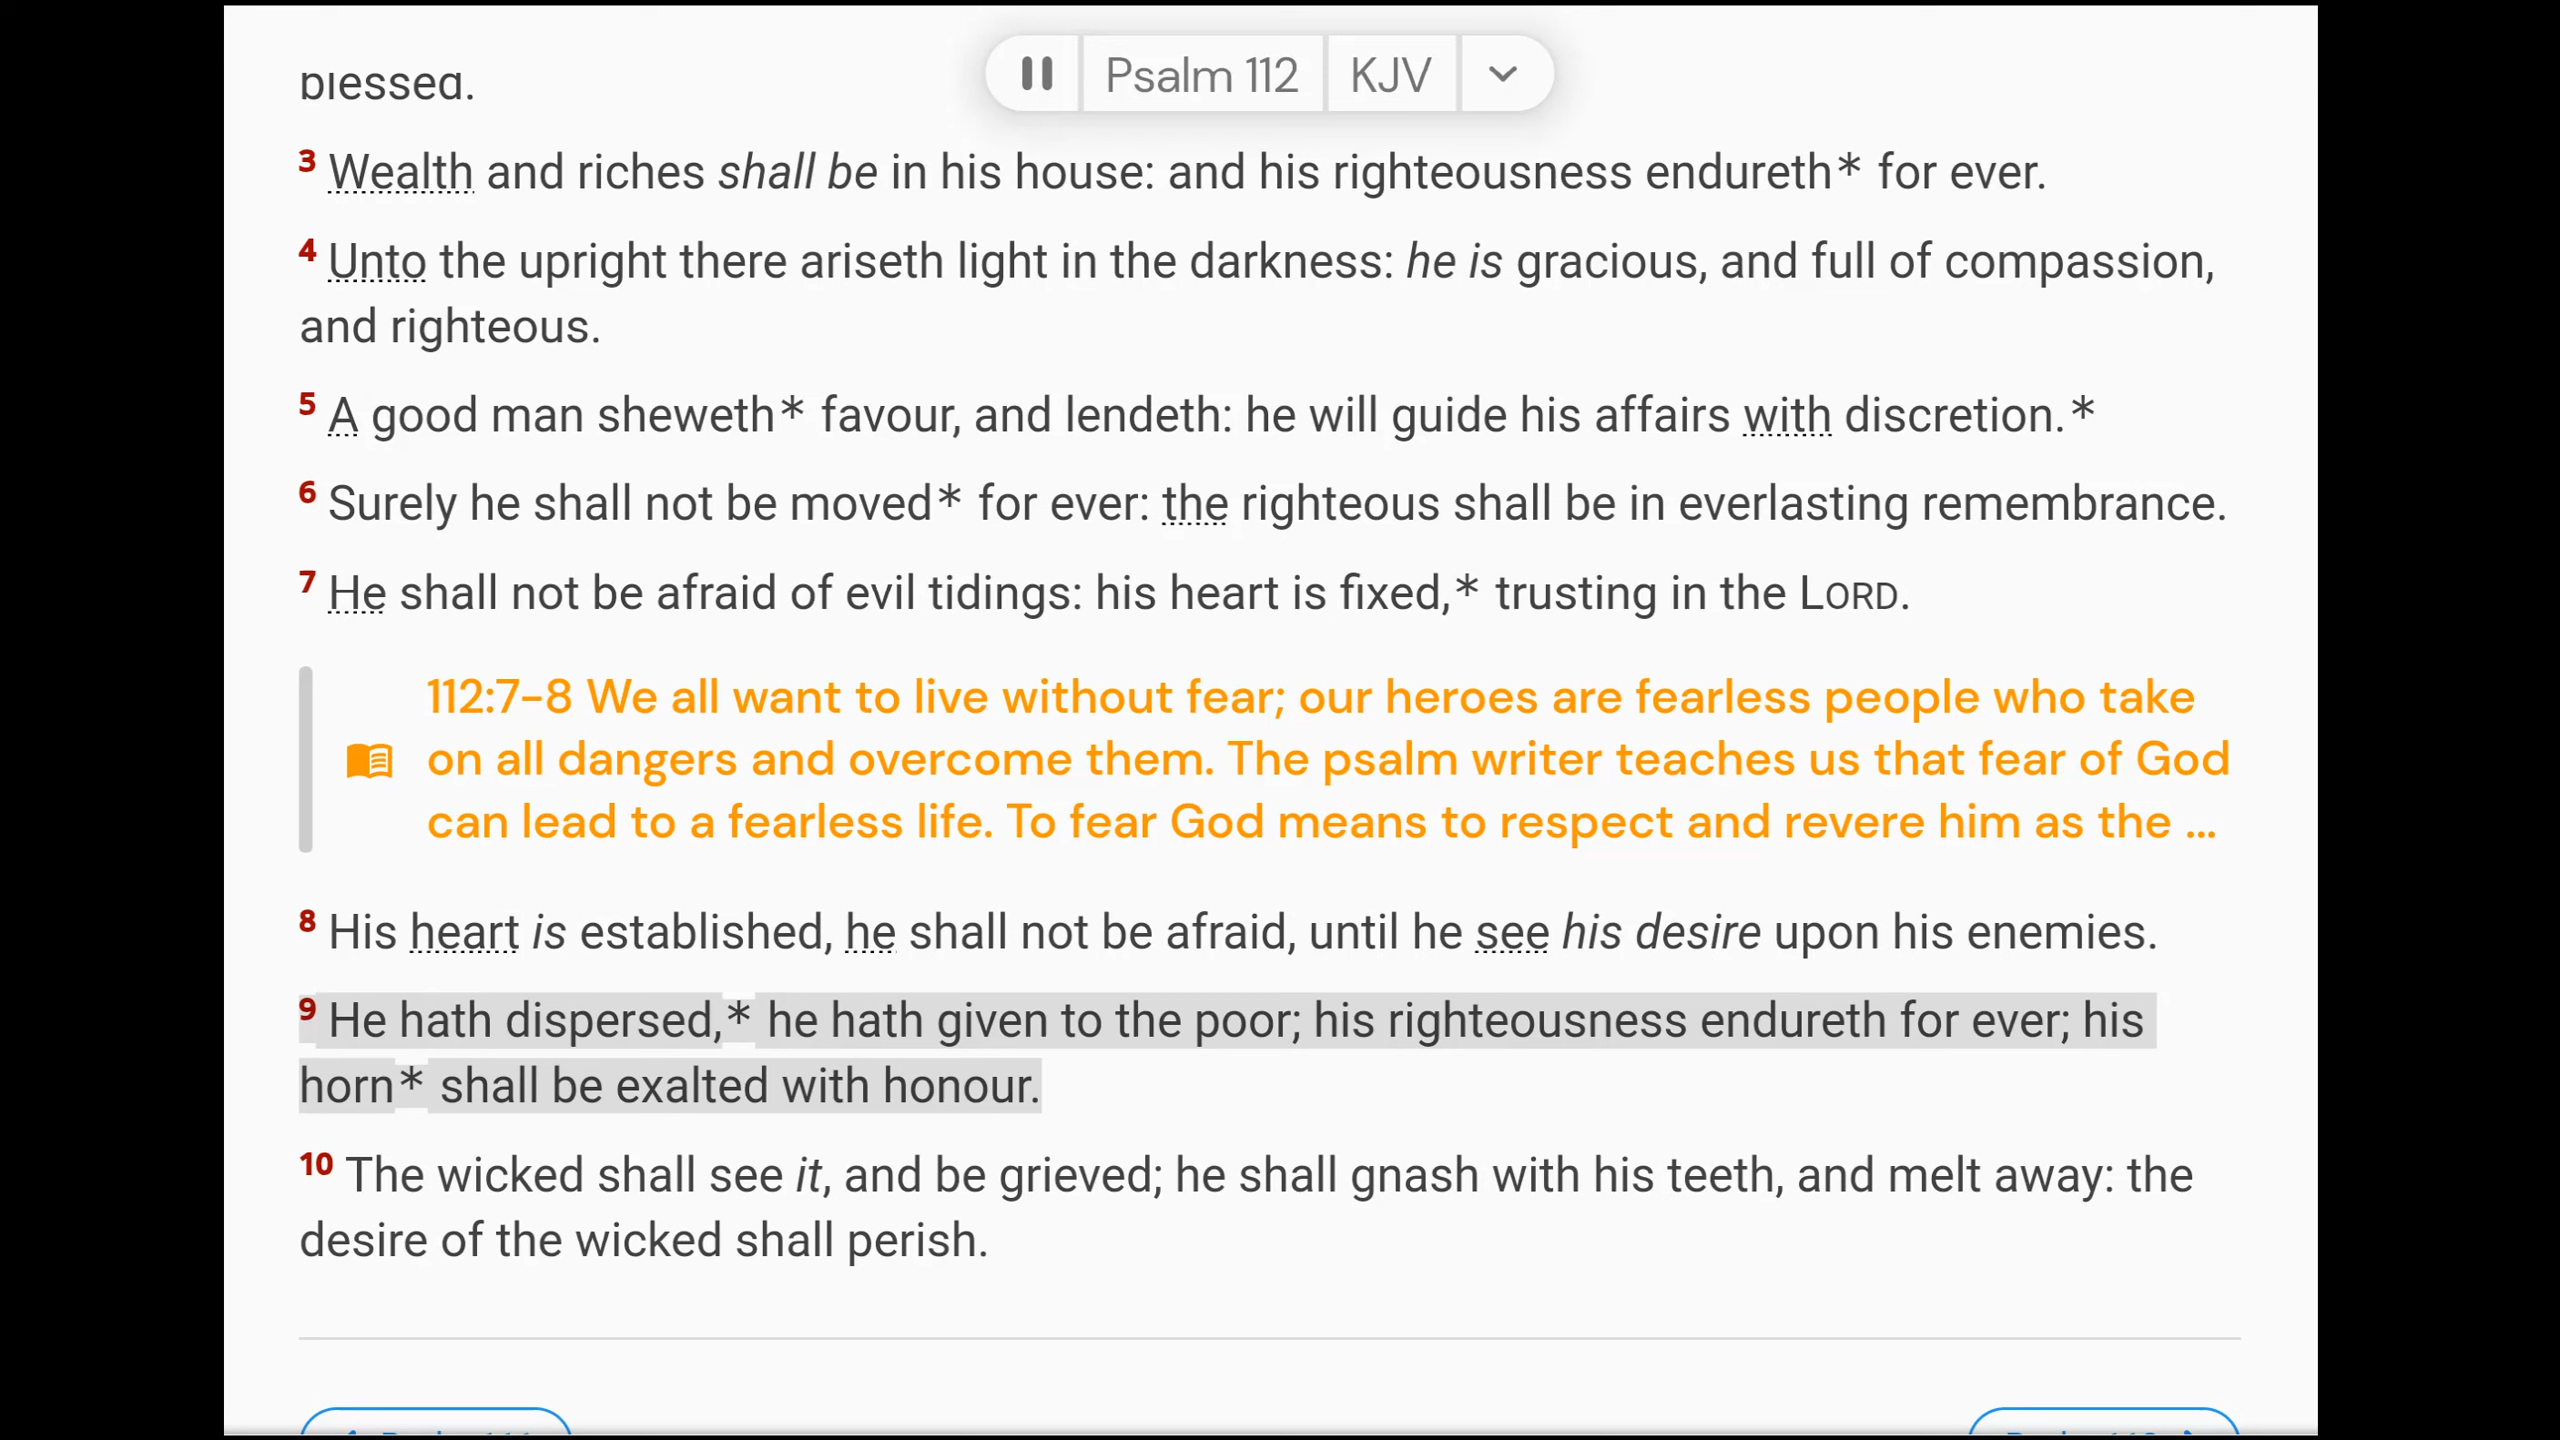 Psalm 112 KJV
blessed.
3 Wealth and riches shall be in his house: and his righteousness endureth* for ever.
4 Unto the upright there ariseth light in the darkness: he is gracious, and full of compassion,
and righteous.
5 A good man sheweth* favour, and lendeth: he will guide his affairs with discretion.*
6 Surely he shall not be moved* for ever: the righteous shall be in everlasting remembrance.
7 He shall not be afraid of evil tidings: his heart is fixed,* trusting in the LORD.
112:7–8 We all want to live without fear; our heroes are fearless people who take
on all dangers and overcome them. The psalm writer teaches us that fear of God
can lead to a fearless life. To fear God means to respect and revere him as the ...
8 His heart is established, he shall not be afraid, until he see his desire upon his enemies.
9 He hath dispersed,* he hath given to the poor; his righteousness endureth for ever; his
horn* shall be exalted with honour.
10 The wicked shall see it, and be grieved; he shall gnash with his teeth, and melt away: the
desire of the wicked shall perish.